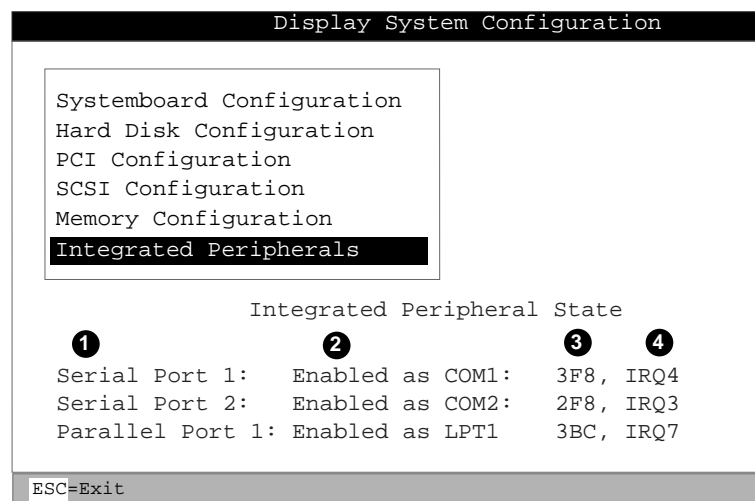 Display System Configuration
Systemboard Configuration
Hard Disk Configuration
PCI Configuration
SCSI Configuration
Memory Configuration
Integrated Peripherals
Integrated Peripheral State
1 2 3 4
Serial Port 1: Enabled as COM1: 3F8, IRQ4
Serial Port 2: Enabled as COM2: 2F8, IRQ3
Parallel Port 1: Enabled as LPT1 3BC, IRQ7
ESC=Exit